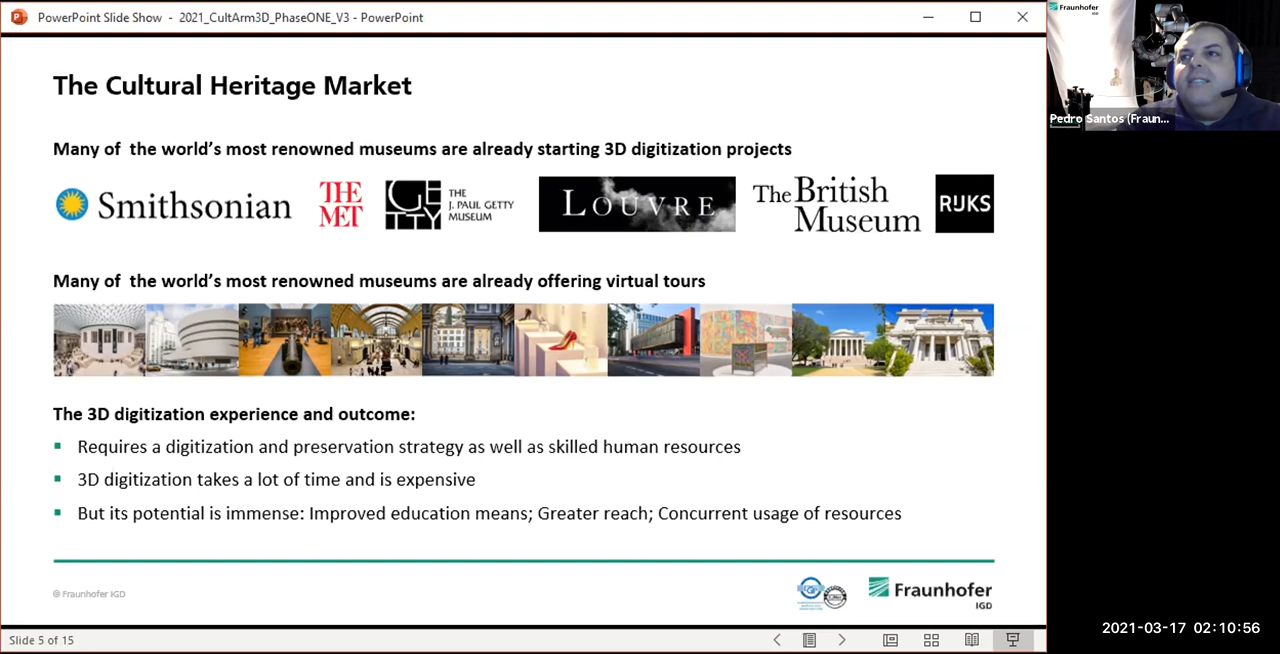 PowerPoint Slide Show - 2021_CultArm3D_PhaseONE_V3 - PowerPoint
Fraunhofer
IGD
Pedro Santos (Fraun...
The Cultural Heritage Market
Many of the world's most renowned museums are already starting 3D digitization projects
Smithsonian
THE
MET
GETTY
THE
J. PAUL GETTY
MUSEUM
LOUVRE
The British
Museum
RIJKS
Many of the world's most renowned museums are already offering virtual tours
The 3D digitization experience and outcome:
Requires a digitization and preservation strategy as well as skilled human resources
3D digitization takes a lot of time and is expensive
But its potential is immense: Improved education means; Greater reach; Concurrent usage of resources
© Fraunhofer IGD
Fraunhofer
IGD
2021-03-17 02:10:56
Slide 5 of 15